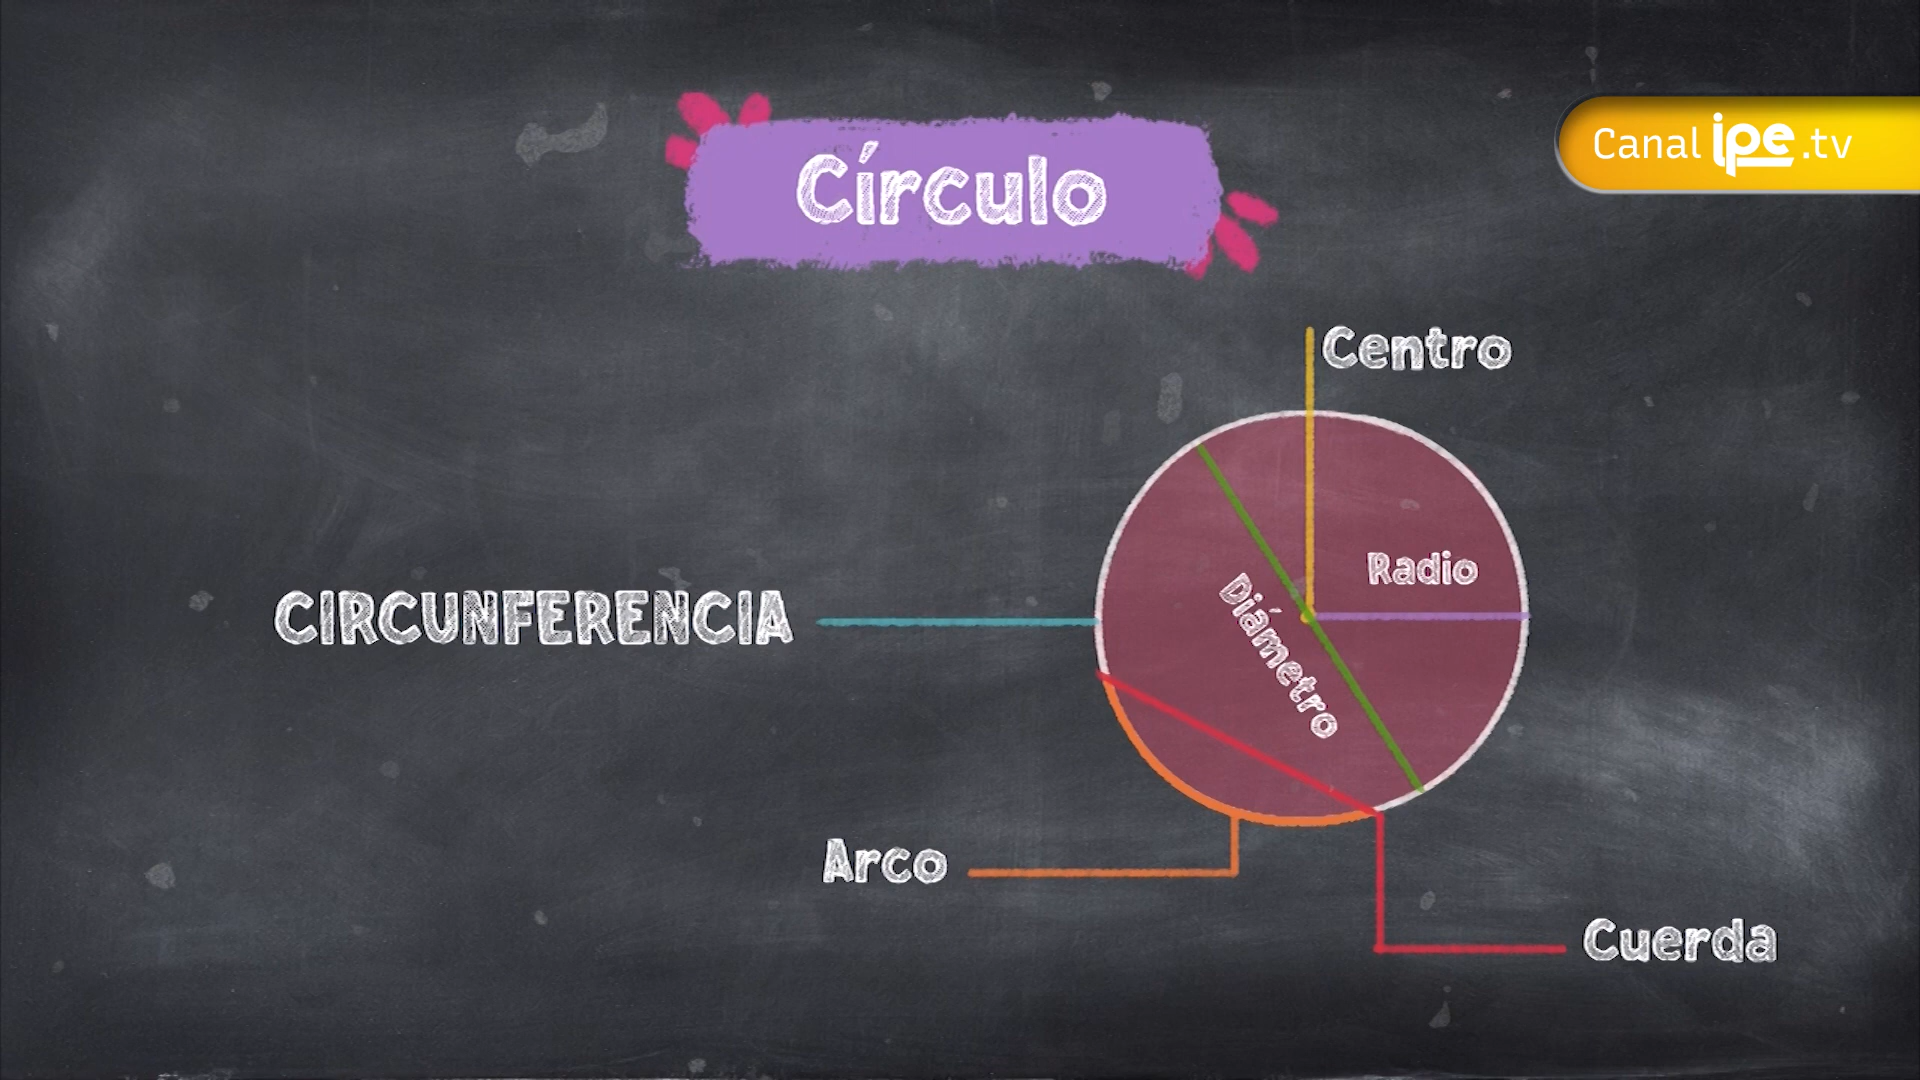 Círculo
Canal ipe.tv
Centro
Radio
Diámetro
CIRCUNFERENCIA
Arco
Cuerda